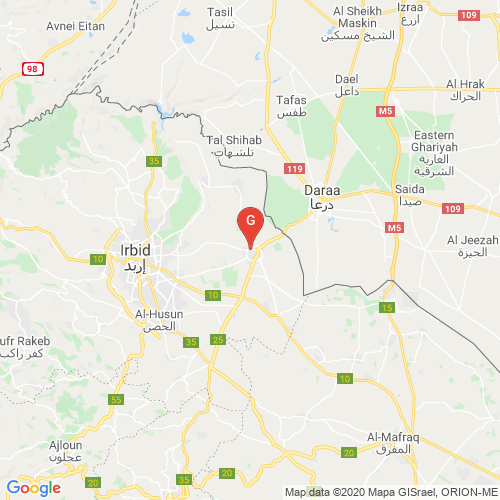 Tasil
تسيل
Al Sheikh
Maskin
الشيخ مسكين
Izraa
ازرع
109
Avnei Eitan
98
Dael
داعل
Al Hrak
الحراك
Tafas
طفس
M5
Eastern
Ghariyah
الغارية
الشرقية
Tal Shihab
تلشهاب
35
119
Daraa
درعا
Saida
صيدا
109
G
M5
Al Jeezah
الجيزة
Irbid
إربد
10
10
15
Al-Husun
الحصن
ufr Rakeb
كفر راكب
35
25
10
55
Ajloun
عجلون
35
20
Al-Mafraq
المفرق
20
20
Google
Map data ©2020 Mapa GISrael, ORION-ME